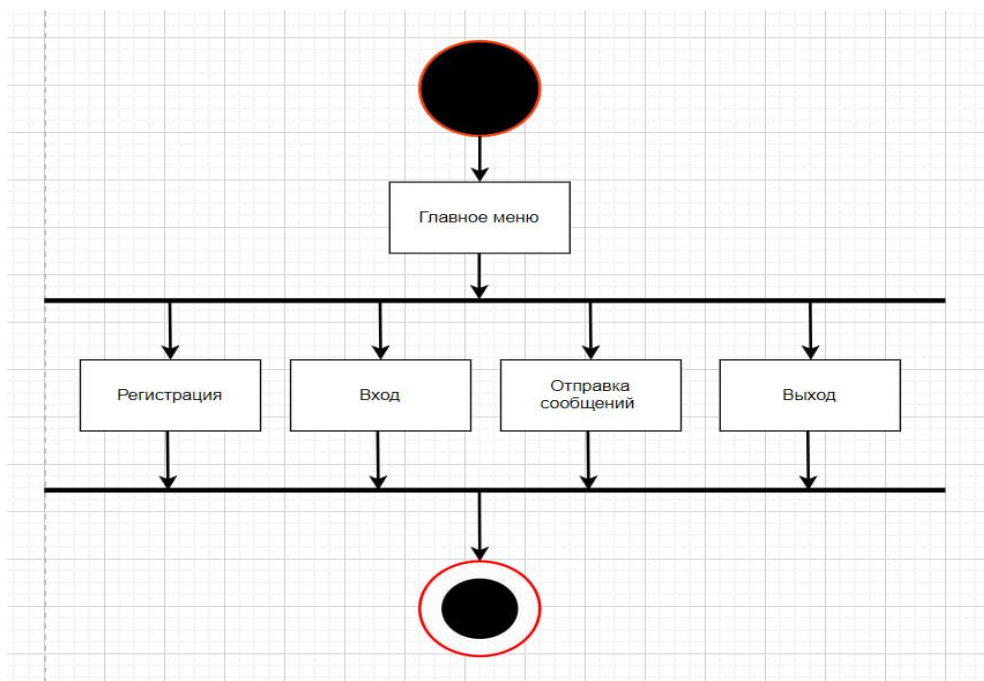 Главное меню
Регистрация
Вход
Отправка
сообщений
Выход